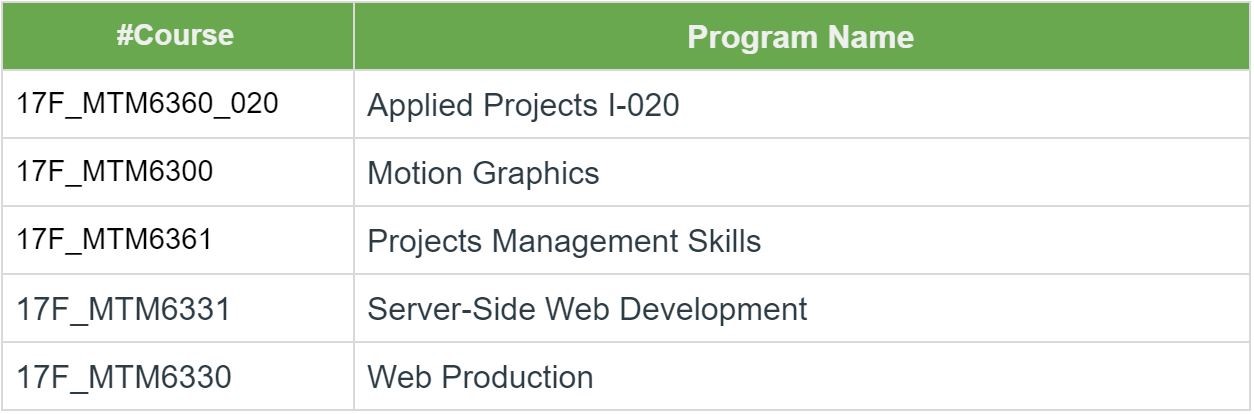 #Course Program Name
17F_MTM6360_020 Applied Projects I-020
17F_MTM6300 Motion Graphics
17F_MTM6361 Projects Management Skills
17F_MTM6331 Server-Side Web Development
17F_MTM6330 Web Production